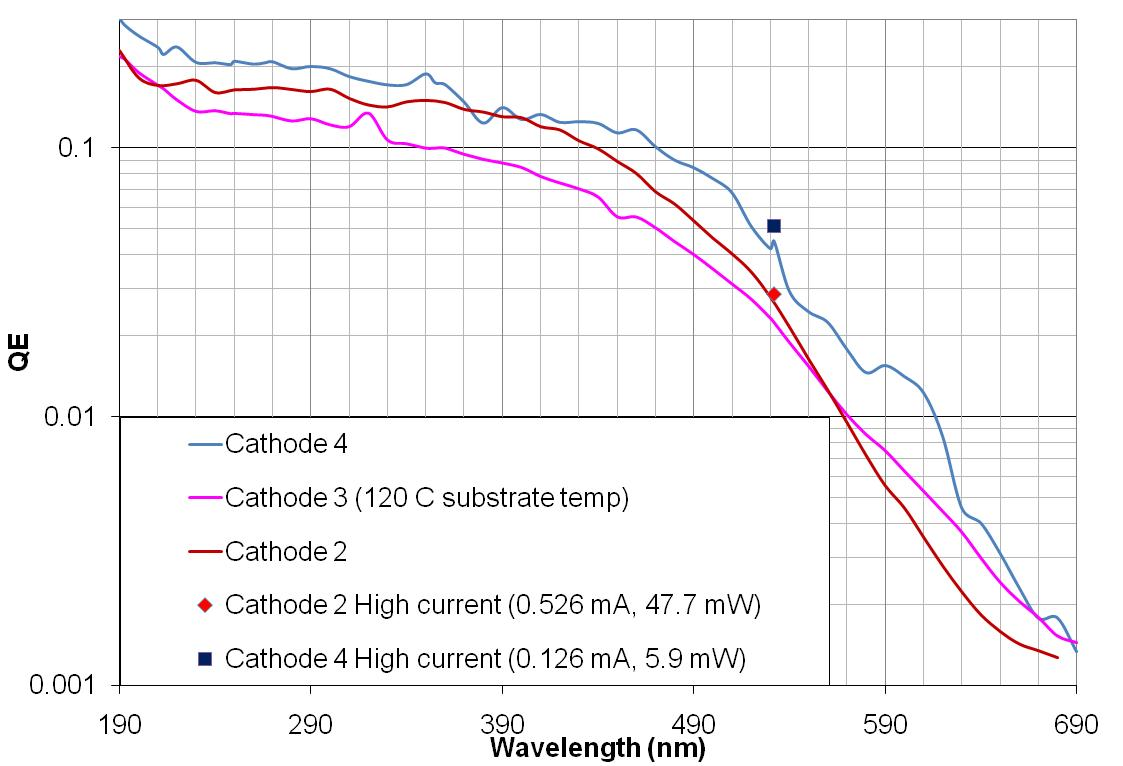 0.1
0.01
0.001
QE
Cathode 4
Cathode 3 (120 C substrate temp)
Cathode 2
Cathode 2 High current (0.526 mA, 47.7 mW)
Cathode 4 High current (0.126 mA, 5.9 mW)
190 290 390 490 590 690
Wavelength (nm)